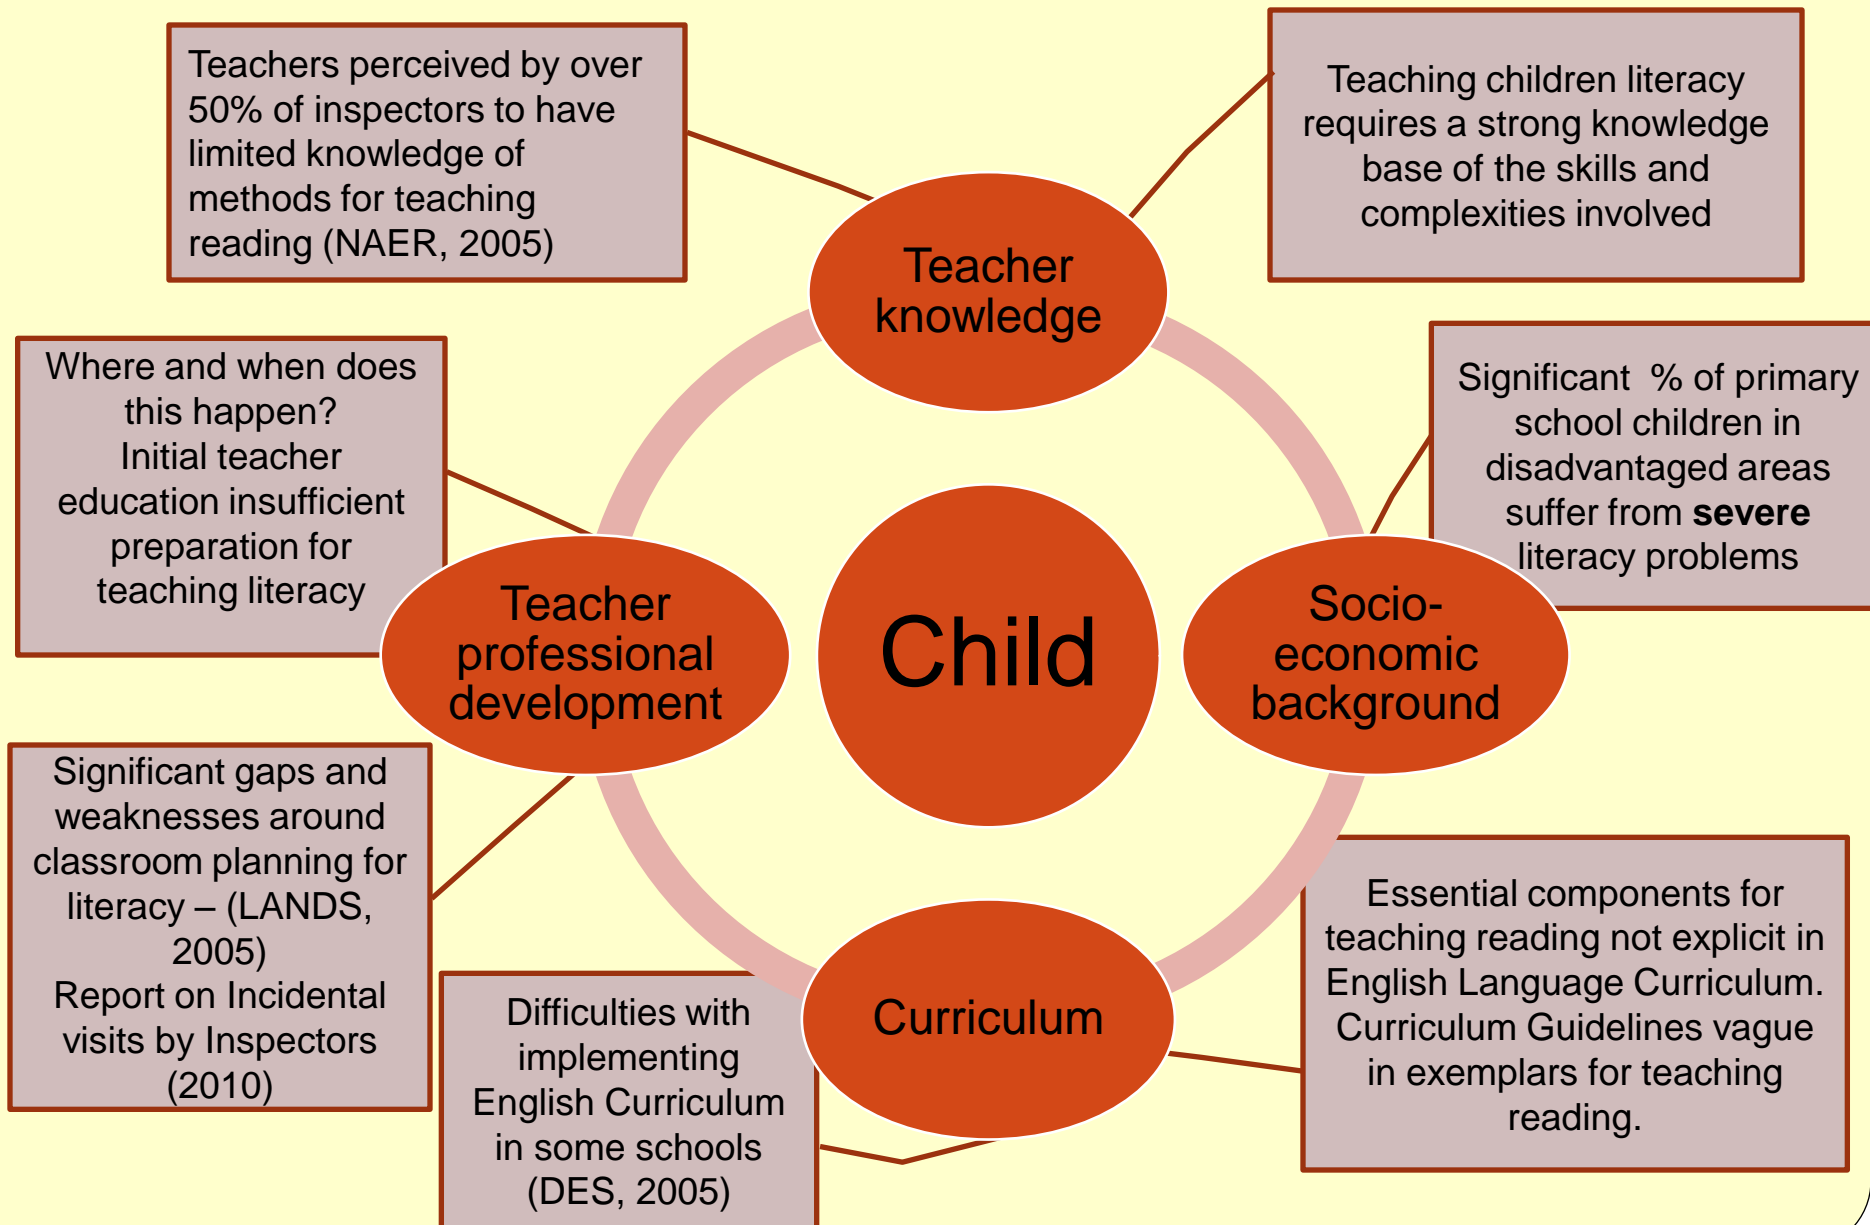 Teachers perceived by over
50% of inspectors to have
limited knowledge of
methods for teaching
reading (NAER, 2005)
Teaching children literacy
requires a strong knowledge
base of the skills and
complexities involved
Teacher
knowledge
Where and when does
this happen?
Initial teacher
education insufficient
preparation for
teaching literacy
Significant  % of primary
school children in
disadvantaged areas
suffer from severe
literacy problems
Teacher
professional
development
Child
Socio-
economic
background
Significant gaps and
weaknesses around
classroom planning for
literacy – (LANDS,
2005)
Report on Incidental
visits by Inspectors
(2010)
Difficulties with
implementing
English Curriculum
in some schools
(DES, 2005)
Curriculum
Essential components for
teaching reading not explicit in
English Language Curriculum.
Curriculum Guidelines vague
in exemplars for teaching
reading.